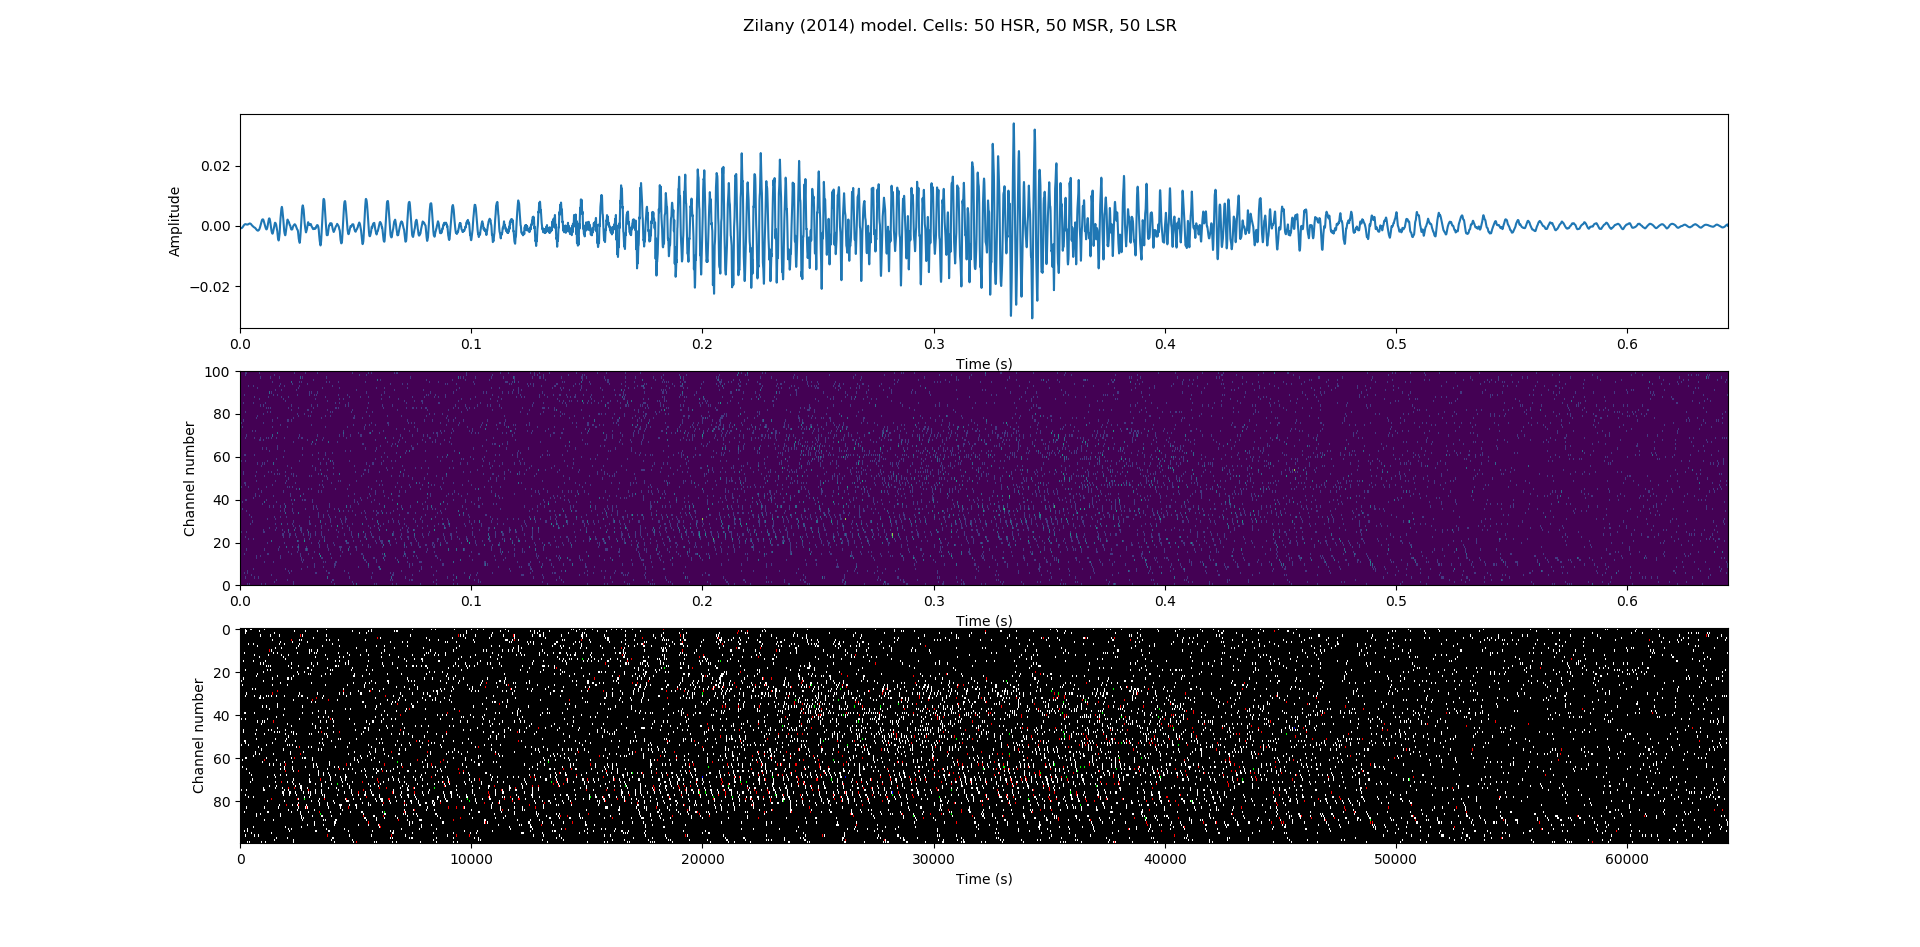 Zilany (2014) model. Cells: 50 HSR, 50 MSR, 50 LSR
0.02
0.00
−0.02
Amplitude
0.0 0.1 0.2 0.3 0.4 0.5 0.6
Time (s)
100
80
60
40
20
0
Channel number
0.0 0.1 0.2 0.3 0.4 0.5 0.6
Time (s)
0
20
40
60
80
Channel number
0 10000 20000 30000 40000 50000 60000
Time (s)